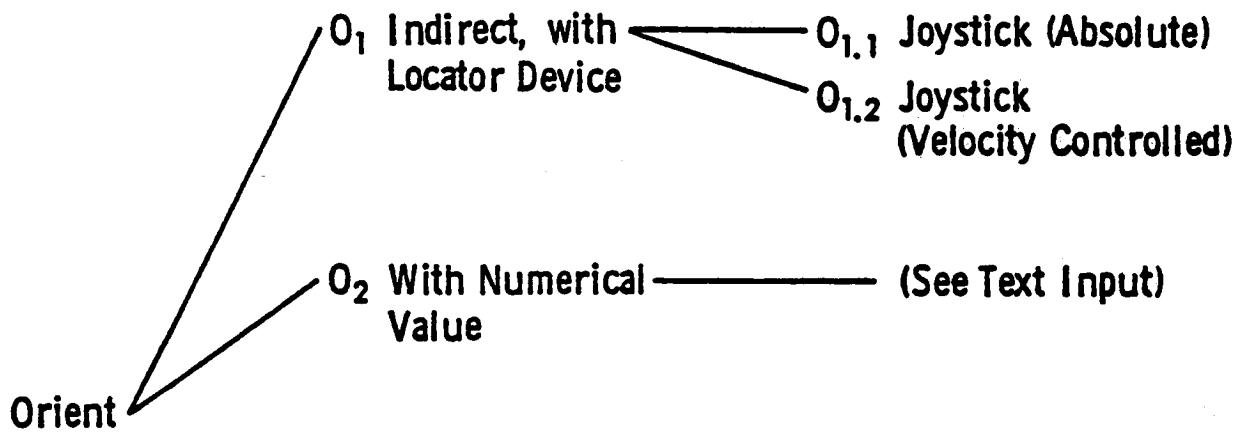 O₁ Indirect, with
Locator Device
O₁.₁ Joystick (Absolute)
O₁.₂ Joystick
(Velocity Controlled)
O₂ With Numerical
Value
(See Text Input)
Orient